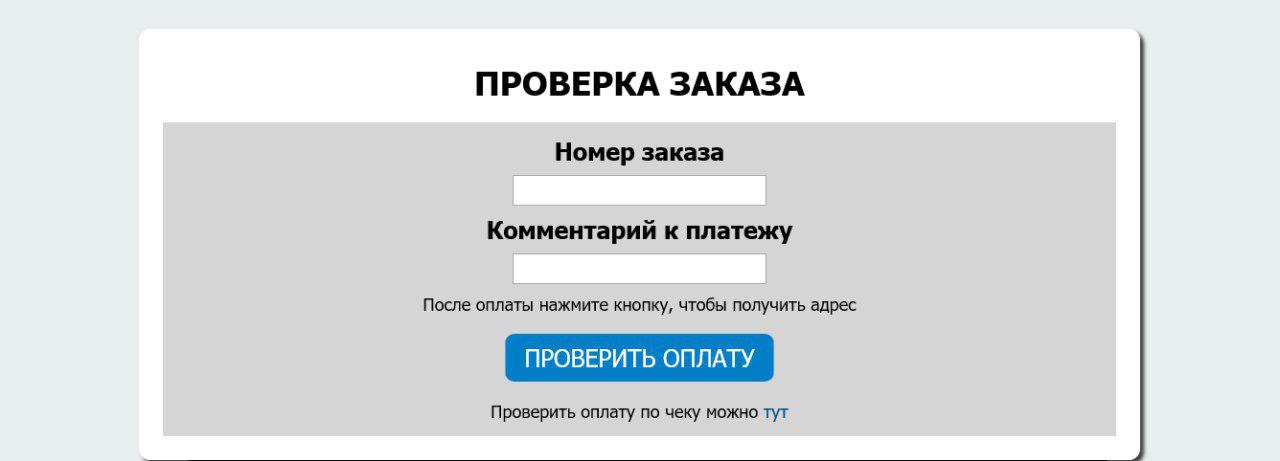 ПРОВЕРКА ЗАКАЗА
Номер заказа
Комментарий к платежу
После оплаты нажмите кнопку, чтобы получить адрес
ПРОВЕРИТЬ ОПЛАТУ
Проверить оплату по чеку можно тут